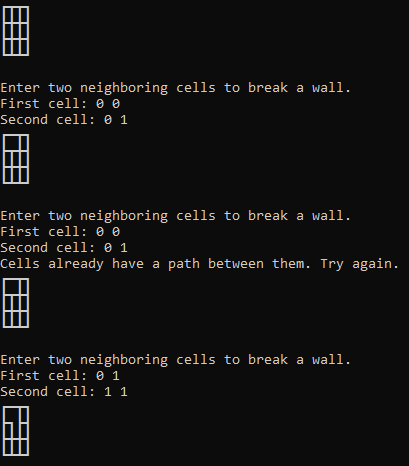 Enter two neighboring cells to break a wall.
First cell: 0 0
Second cell: 0 1
Enter two neighboring cells to break a wall.
First cell: 0 0
Second cell: 0 1
Cells already have a path between them. Try again.
Enter two neighboring cells to break a wall.
First cell: 0 1
Second cell: 1 1